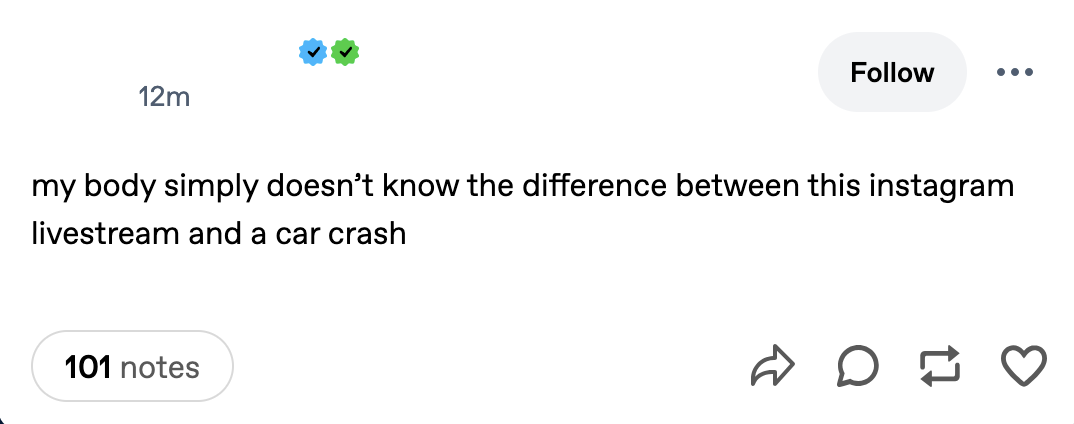 Follow
12m
my body simply doesn’t know the difference between this instagram
livestream and a car crash
101 notes